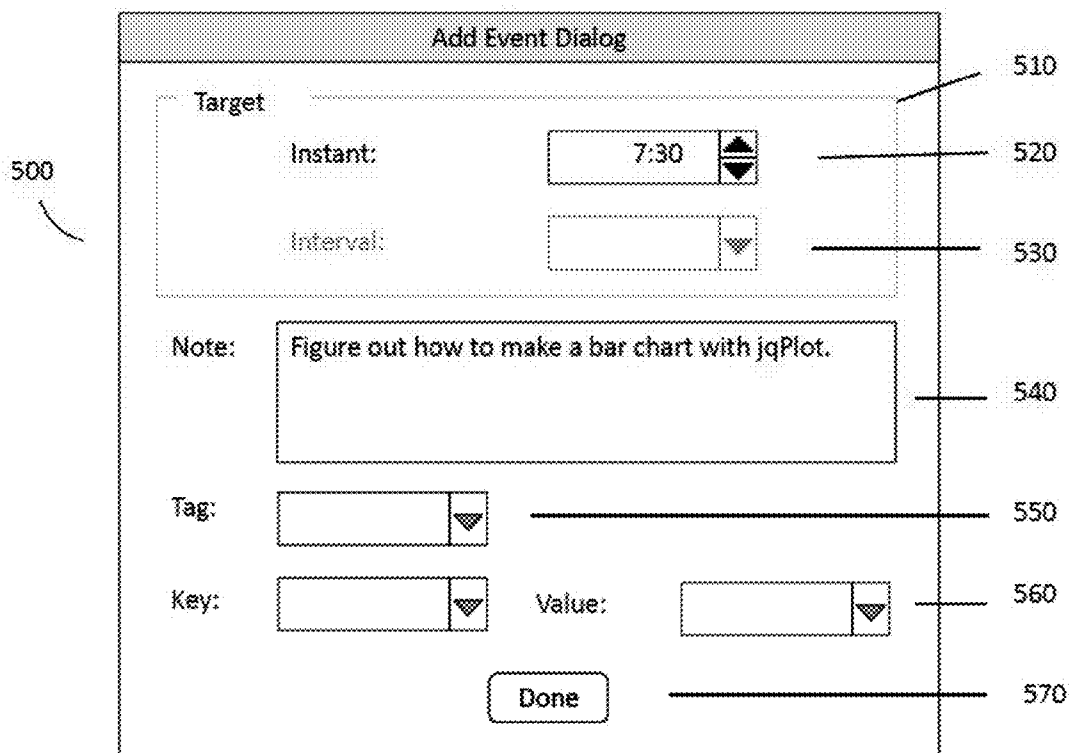 Add Event Dialog
510
Target
Instant: 7:30
520
500
Interval:
530
Note: Figure out how to make a bar chart with jqPlot.
540
Tag:
550
Key: Value:
560
Done
570